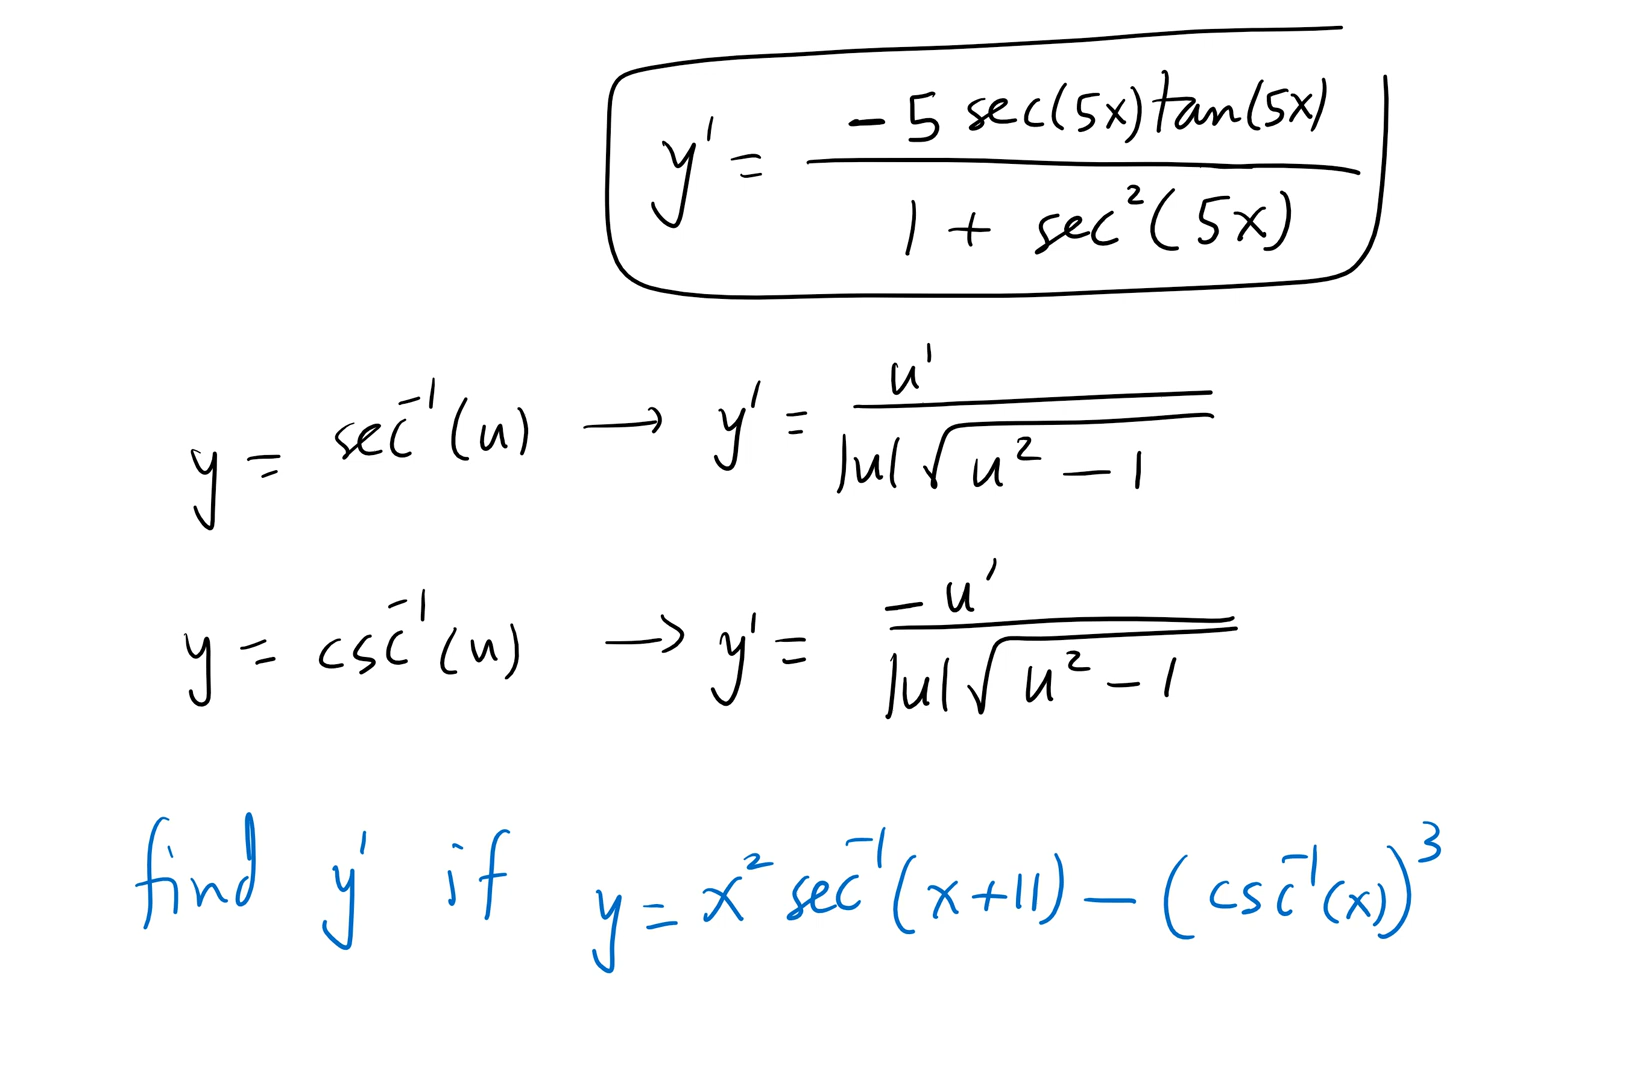 y' = -5 sec(5x) tan(5x) / 1 + sec²(5x)
y = sec⁻¹(u) → y' = u' / |u|√u² - 1
y = csc⁻¹(u) → y' = -u' / |u|√u² - 1
find y' if y = x² sec⁻¹(x+11) - (csc⁻¹(x))³